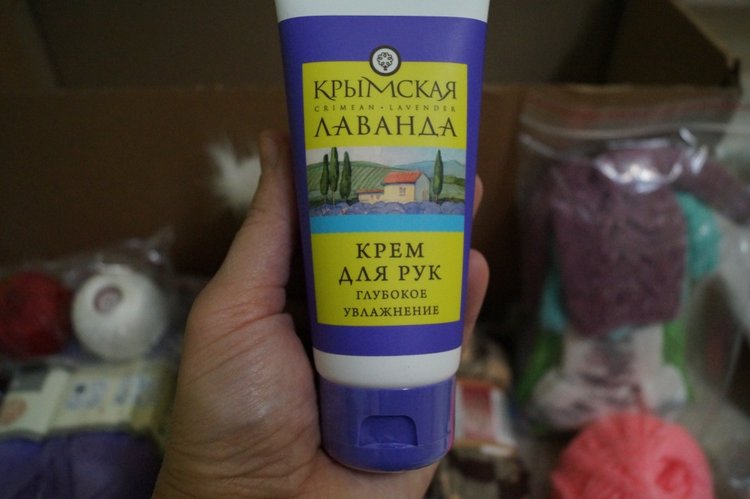 КРЫМСКАЯ
CRIMEAN • LAVENDER
ЛАВАНДА
КРЕМ
ДЛЯ РУК
ГЛУБОКОЕ
УВЛАЖНЕНИЕ